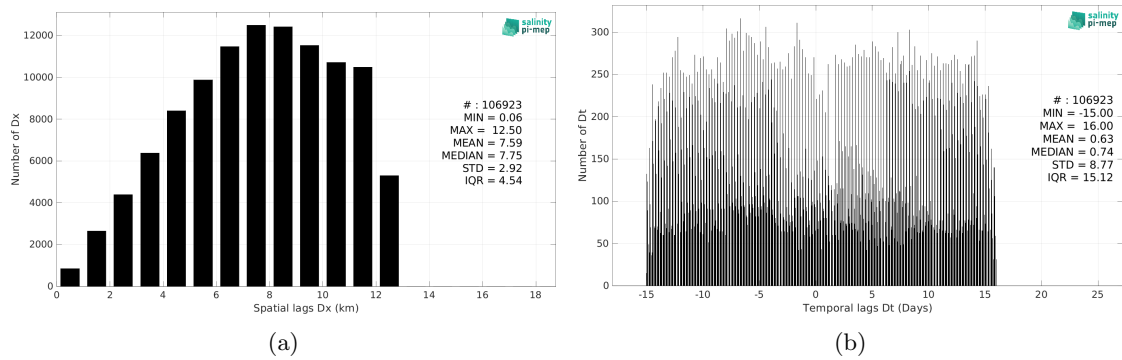 salinity
pi-mep
12000
10000
8000
6000
4000
2000
0
Number of Dx
# : 106923
MIN = 0.06
MAX = 12.50
MEAN = 7.59
MEDIAN = 7.75
STD = 2.92
IQR = 4.54
0 2 4 6 8 10 12 14 16 18
Spatial lags Dx (km)
(a)
salinity
pi-mep
300
250
200
150
100
50
0
Number of Dt
# : 106923
MIN = -15.00
MAX = 16.00
MEAN = 0.63
MEDIAN = 0.74
STD = 8.77
IQR = 15.12
-15 -10 -5 0 5 10 15 20 25
Temporal lags Dt (Days)
(b)